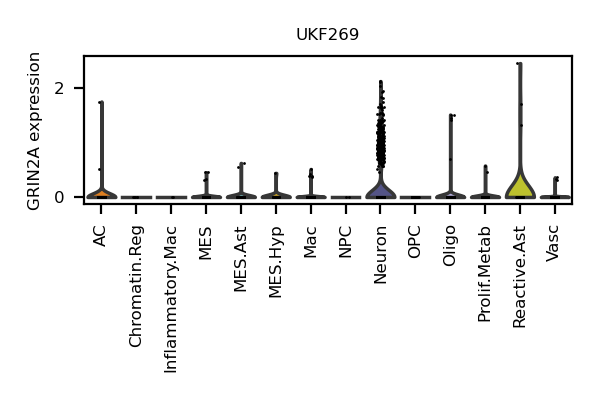 UKF269
GRIN2A expression
2
0
AC
Chromatin.Reg
Inflammatory.Mac
MES
MES.Ast
MES.Hyp
Mac
NPC
Neuron
OPC
Oligo
Prolif.Metab
Reactive.Ast
Vasc